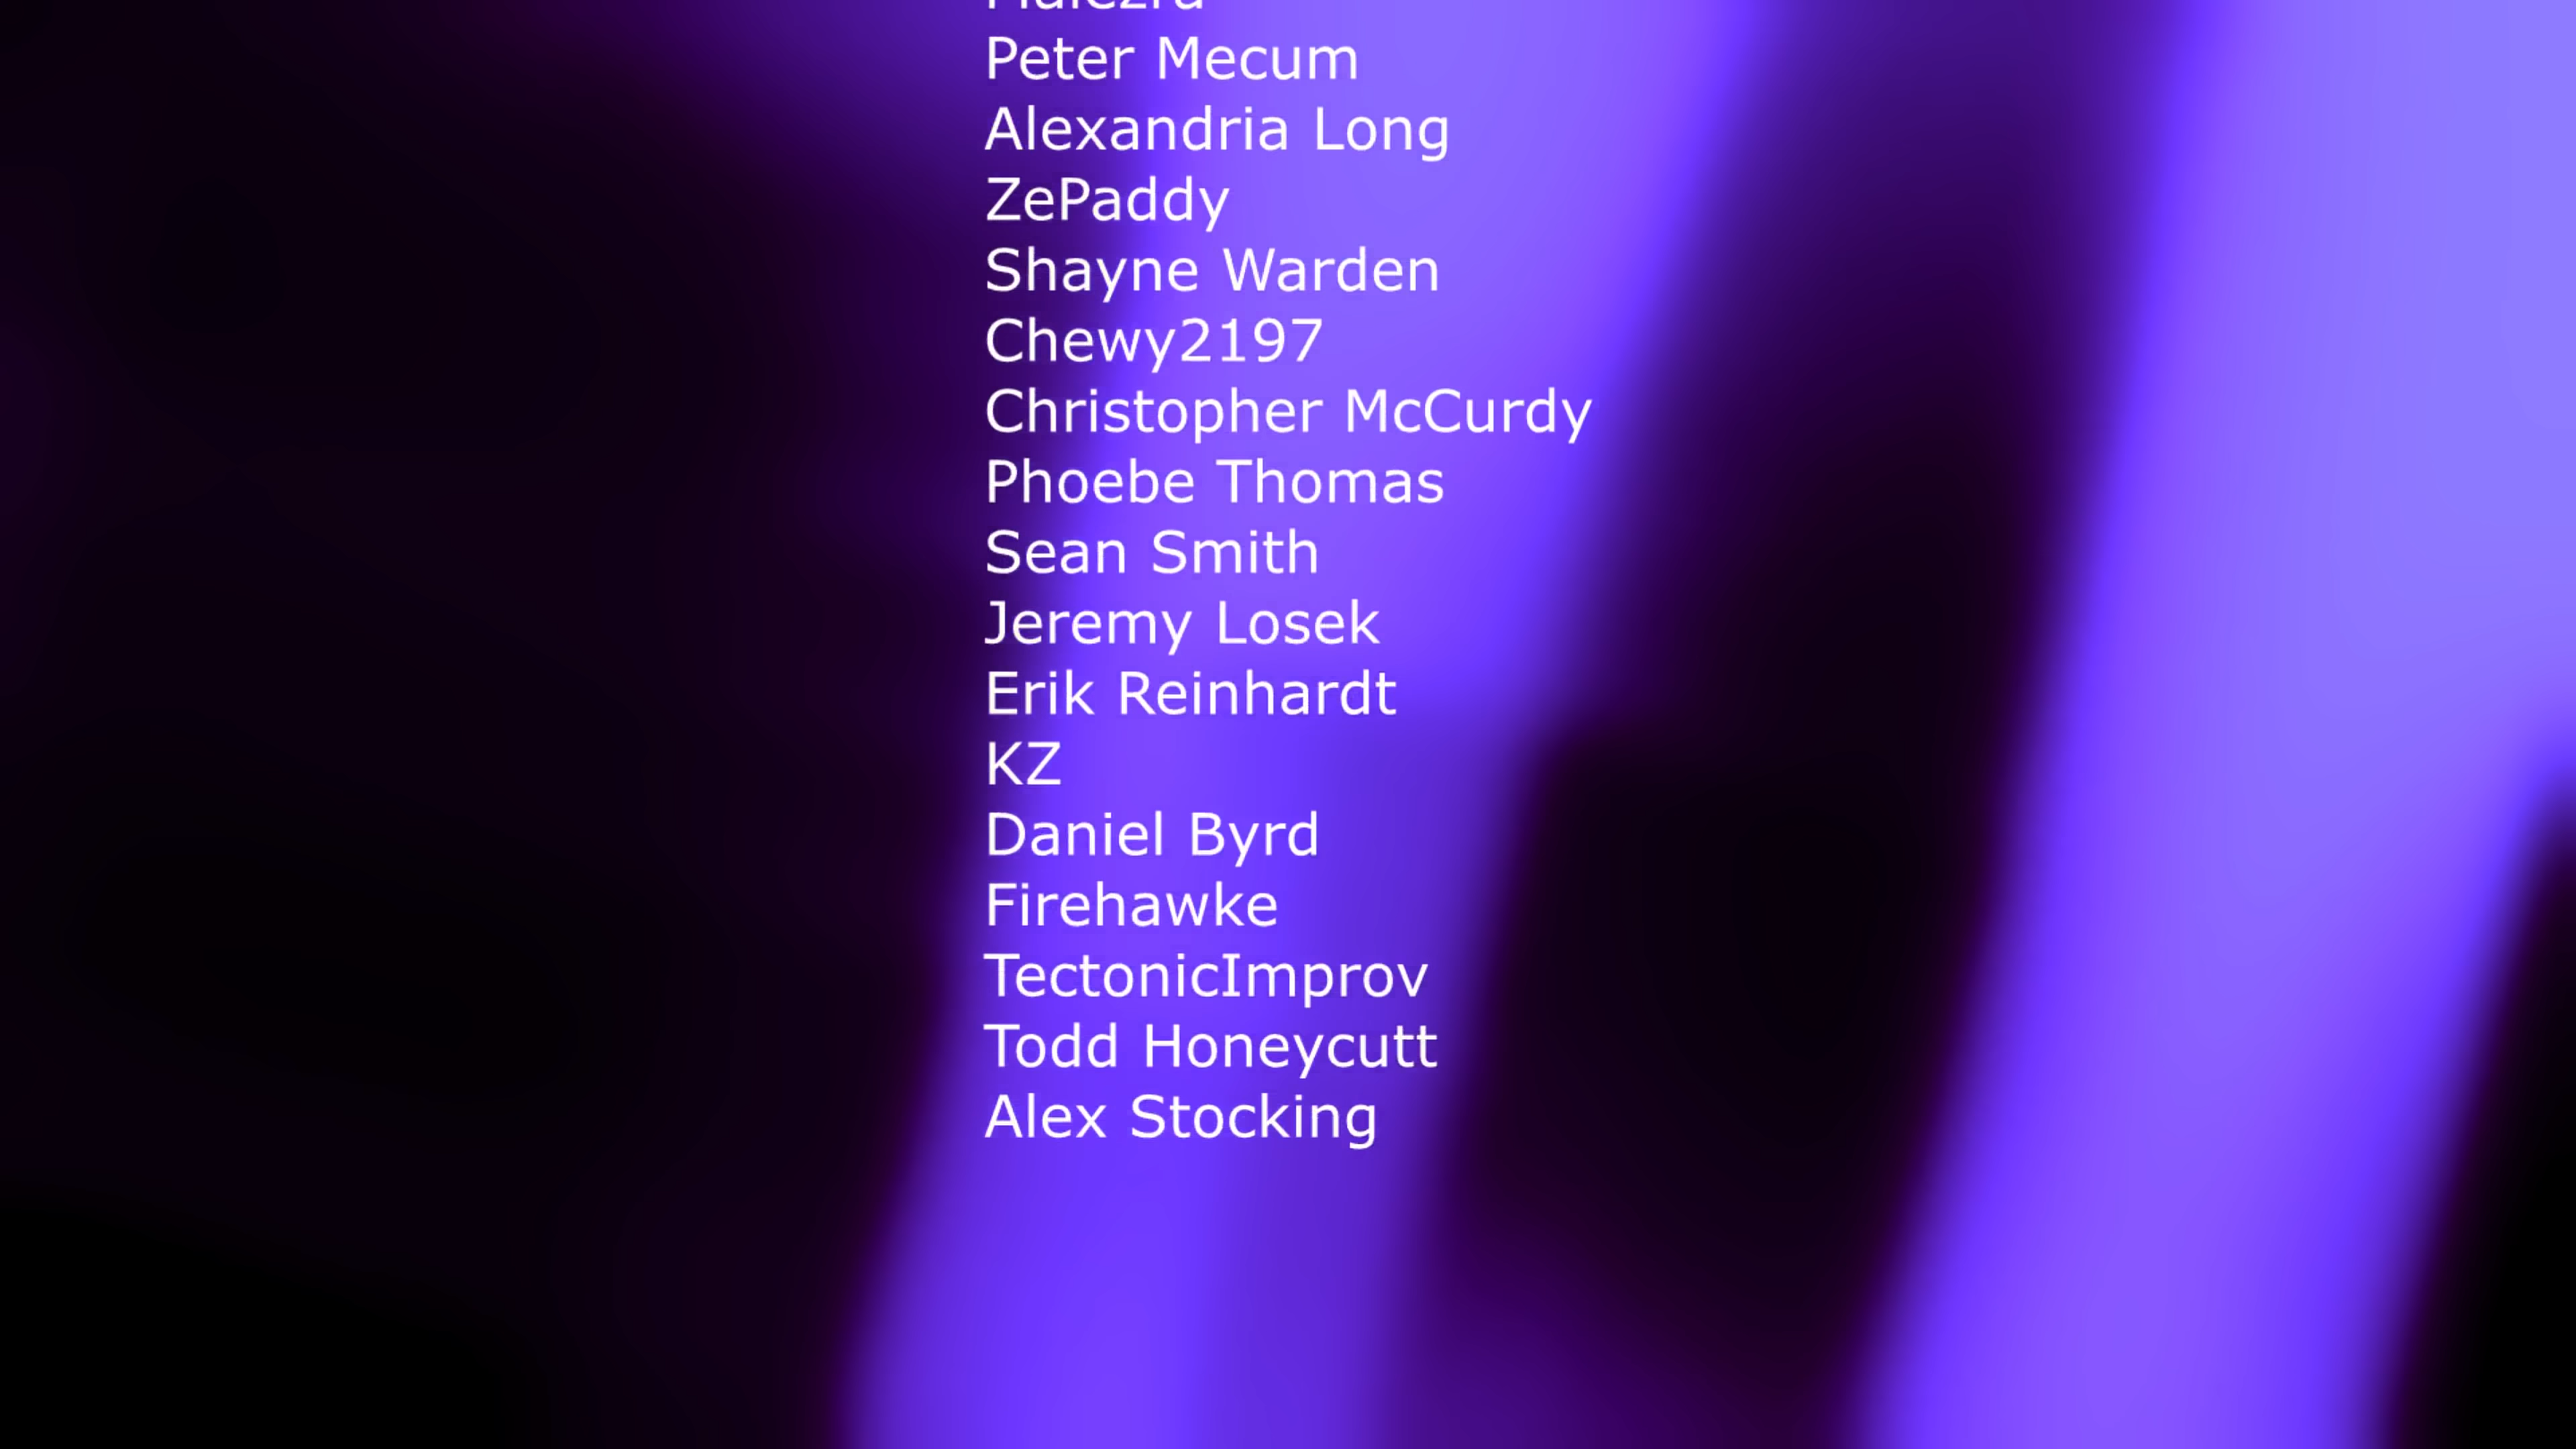 Peter Mecum
Alexandria Long
ZePaddy
Shayne Warden
Chewy2197
Christopher McCurdy
Phoebe Thomas
Sean Smith
Jeremy Losek
Erik Reinhardt
KZ
Daniel Byrd
Firehawke
TectonicImprov
Todd Honeycutt
Alex Stocking